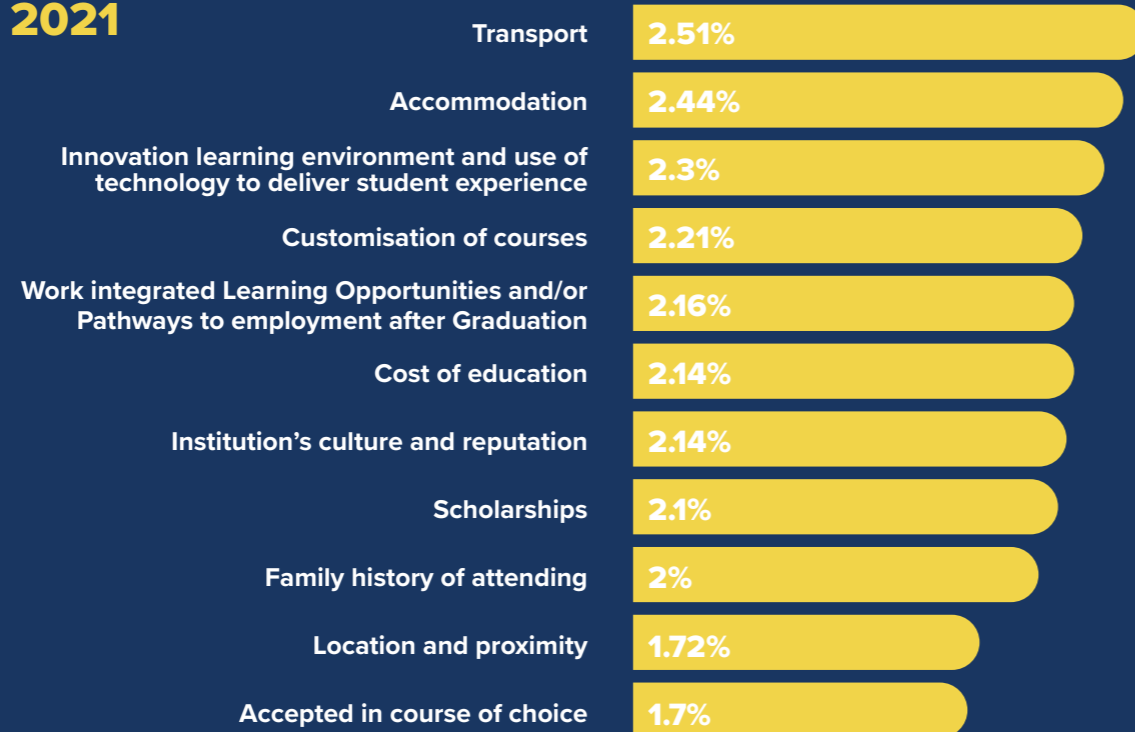 2021
Transport
2.51%
Accommodation
2.44%
Innovation learning environment and use of
technology to deliver student experience
2.3%
Customisation of courses
2.21%
Work integrated Learning Opportunities and/or
Pathways to employment after Graduation
2.16%
Cost of education
2.14%
Institution’s culture and reputation
2.14%
Scholarships
2.1%
Family history of attending
2%
Location and proximity
1.72%
Accepted in course of choice
1.7%